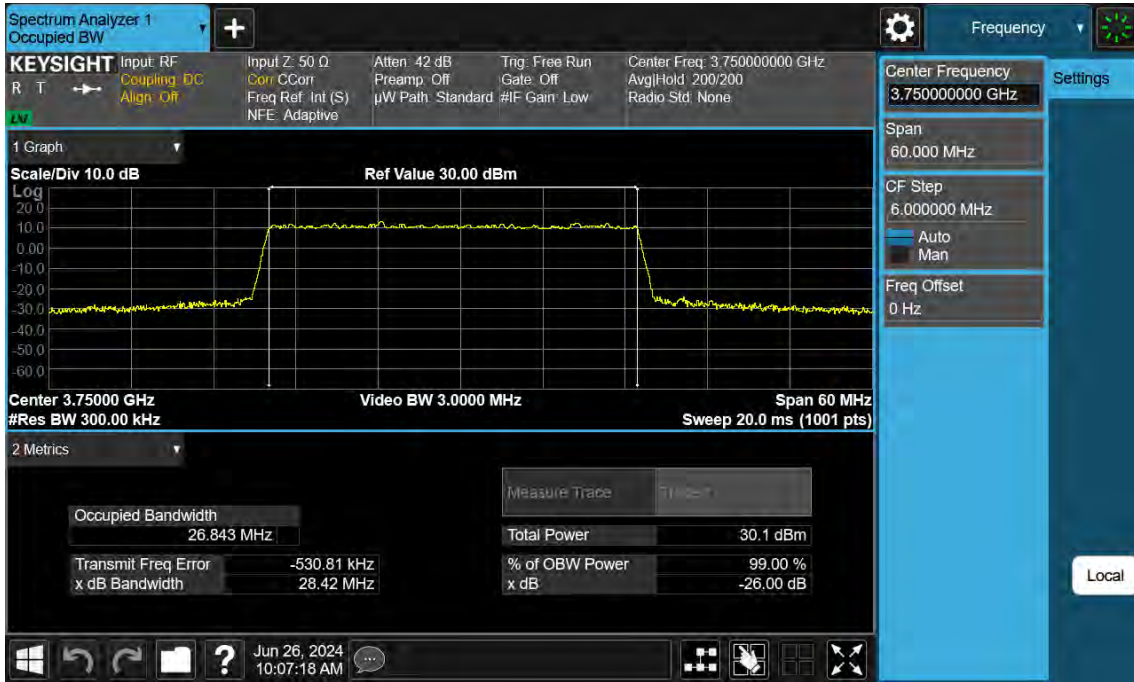 Spectrum Analyzer 1
Occupied BW
Frequency
KEYSIGHT
R T
Input: RF
Coupling: DC
Align: Off
Input Z: 50 Ω
Corr CCorr
Freq Ref: Int (S)
NFE: Adaptive
Atten: 42 dB
Preamp: Off
µW Path: Standard
Trig: Free Run
Gate: Off
#IF Gain: Low
Center Freq: 3.750000000 GHz
Avg|Hold: 200/200
Radio Std: None
Center Frequency
3.750000000 GHz
Settings
Span
60.000 MHz
CF Step
6.000000 MHz
Auto
Man
Freq Offset
0 Hz
Local
1 Graph
Scale/Div 10.0 dB
Ref Value 30.00 dBm
Log
20.0
10.0
0.00
-10.0
-20.0
-30.0
-40.0
-50.0
-60.0
Center 3.75000 GHz
Video BW 3.0000 MHz
Span 60 MHz
#Res BW 300.00 kHz
Sweep 20.0 ms (1001 pts)
2 Metrics
Measure Trace
Occupied Bandwidth
26.843 MHz
Total Power 30.1 dBm
Transmit Freq Error -530.81 kHz
% of OBW Power 99.00 %
x dB Bandwidth 28.42 MHz
x dB -26.00 dB
?
Jun 26, 2024
10:07:18 AM